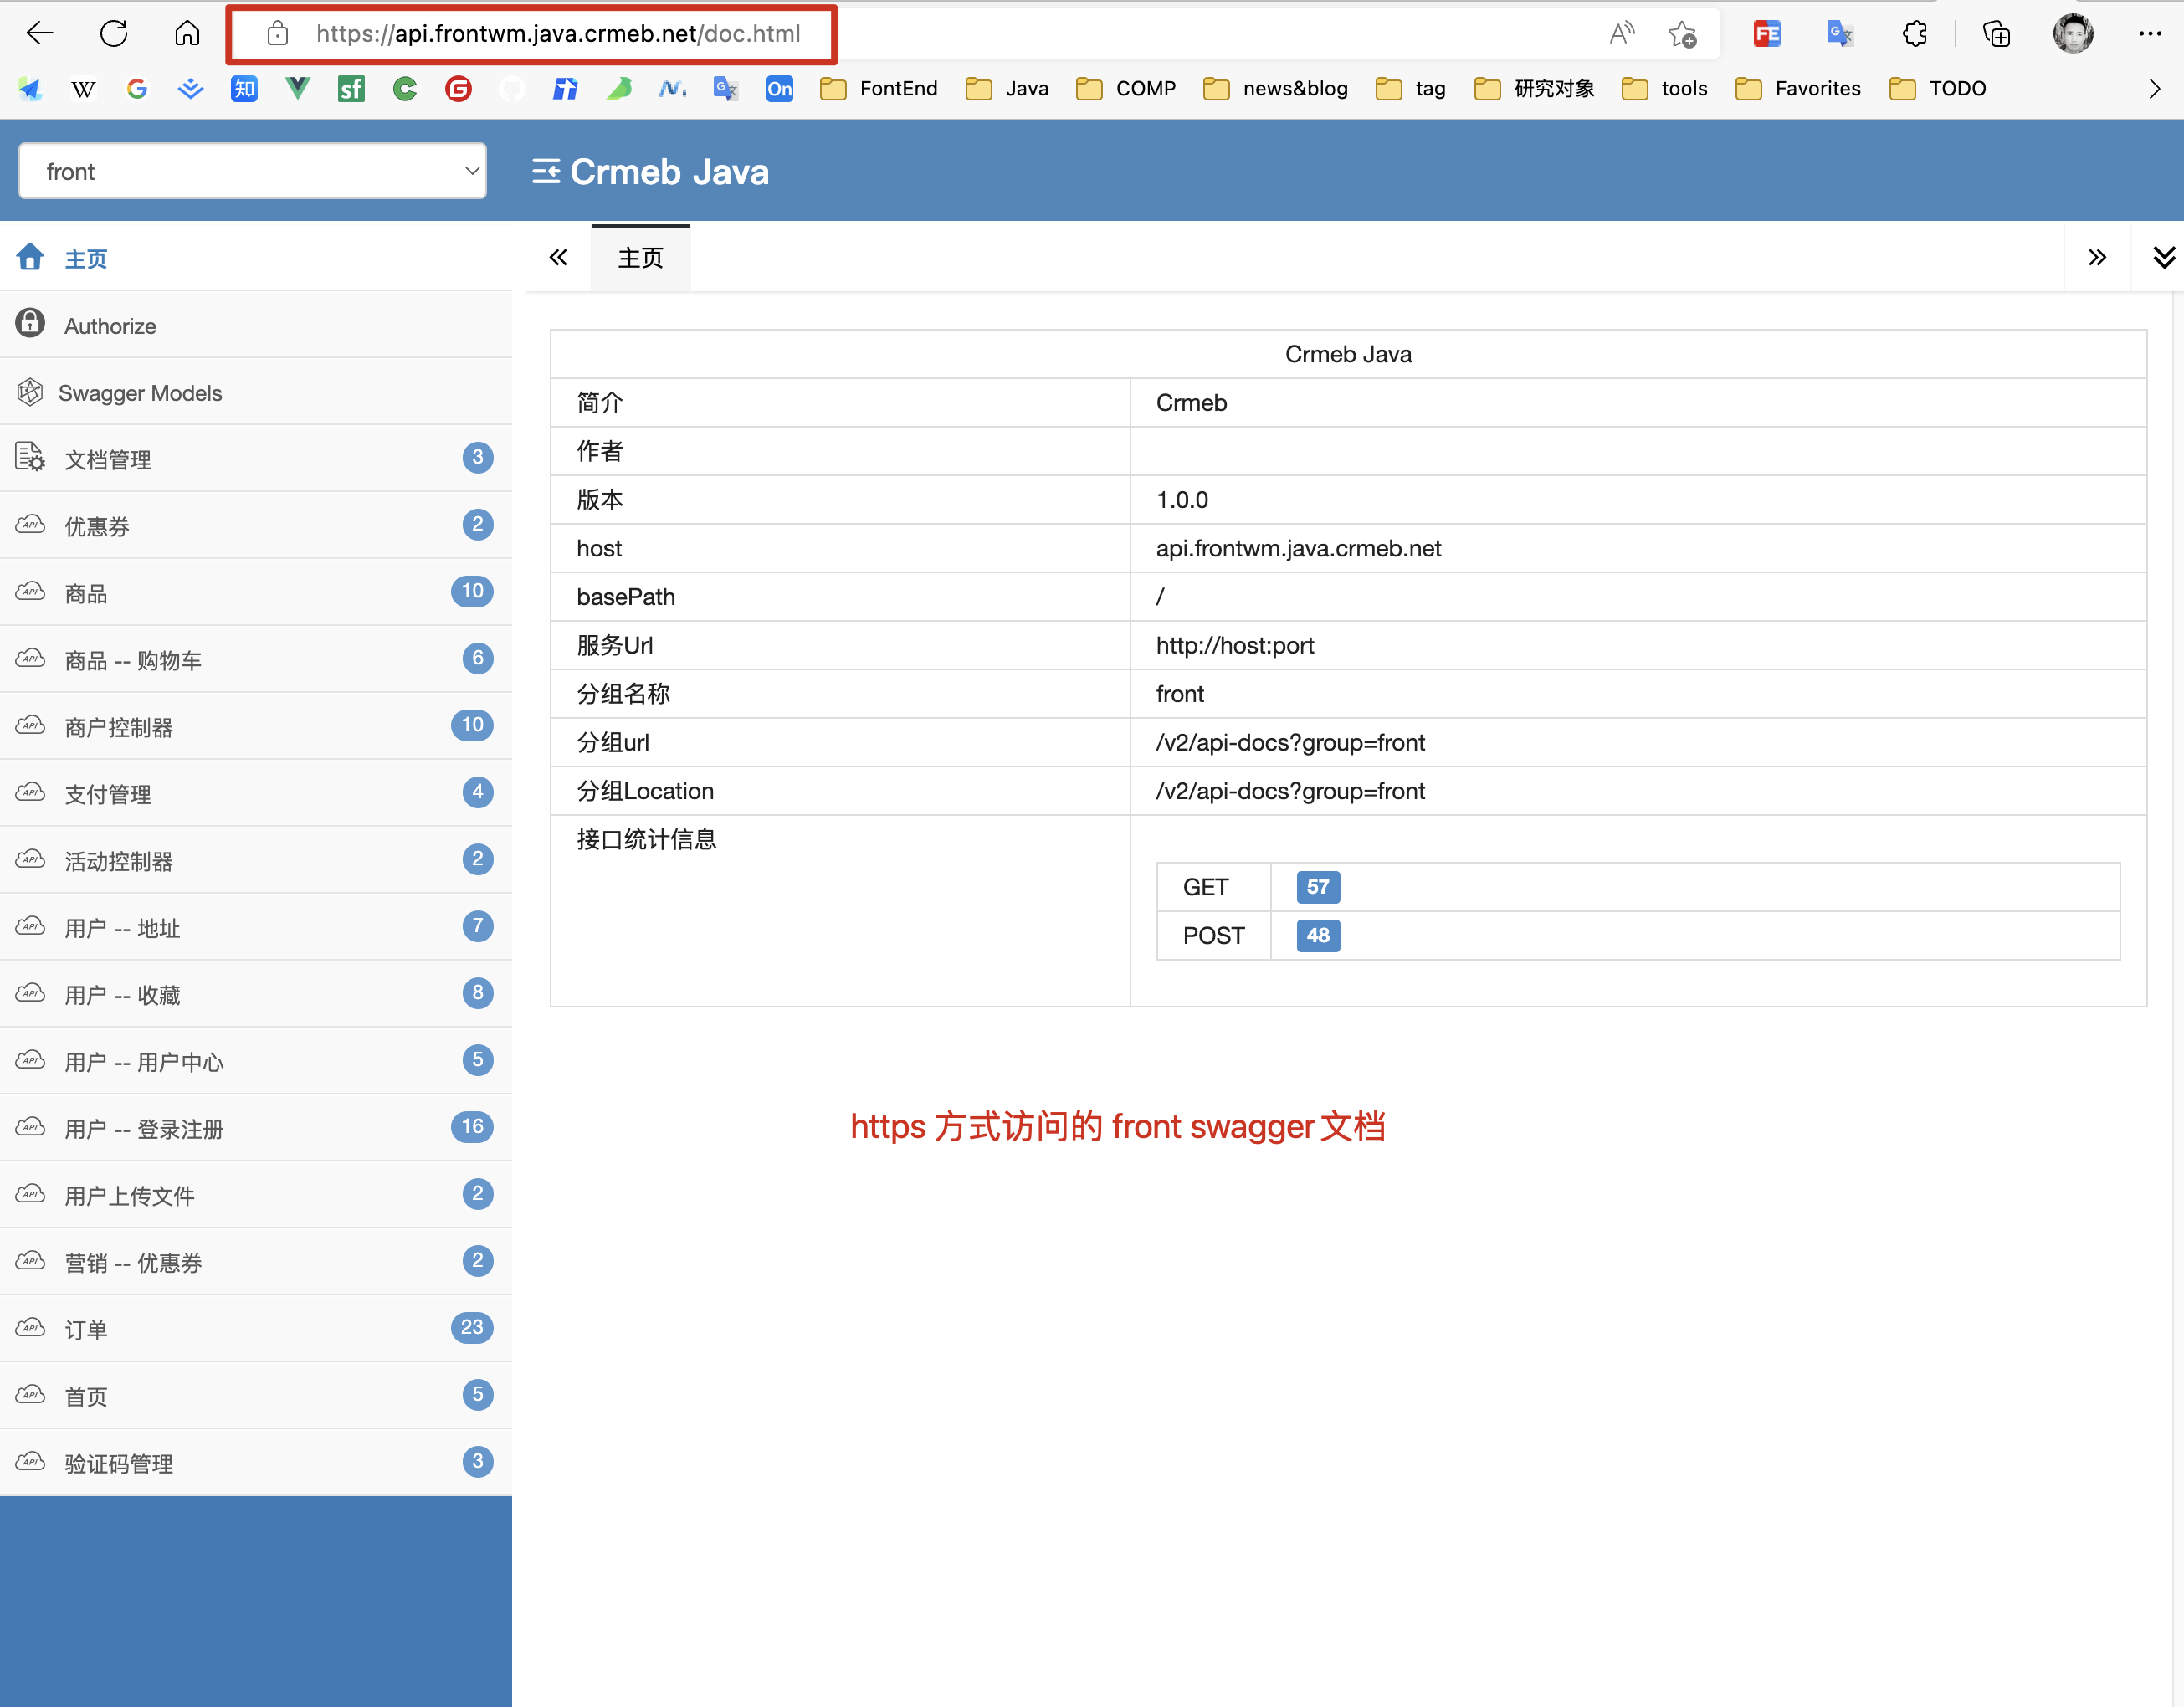 https://api.frontwm.java.crmeb.net/doc.html
FontEnd Java COMP news&blog tag 研究对象 tools Favorites TODO
front
Crmeb Java
主页
主页
Authorize
Swagger Models
文档管理 3
优惠券 2
商品 10
商品 -- 购物车 6
商户控制器 10
支付管理 4
活动控制器 2
用户 -- 地址 7
用户 -- 收藏 8
用户 -- 用户中心 5
用户 -- 登录注册 16
用户上传文件 2
营销 -- 优惠券 2
订单 23
首页 5
验证码管理 3
Crmeb Java
简介 Crmeb
作者
版本 1.0.0
host api.frontwm.java.crmeb.net
basePath /
服务Url http://host:port
分组名称 front
分组url /v2/api-docs?group=front
分组Location /v2/api-docs?group=front
接口统计信息
GET 57
POST 48
https 方式访问的 front swagger文档